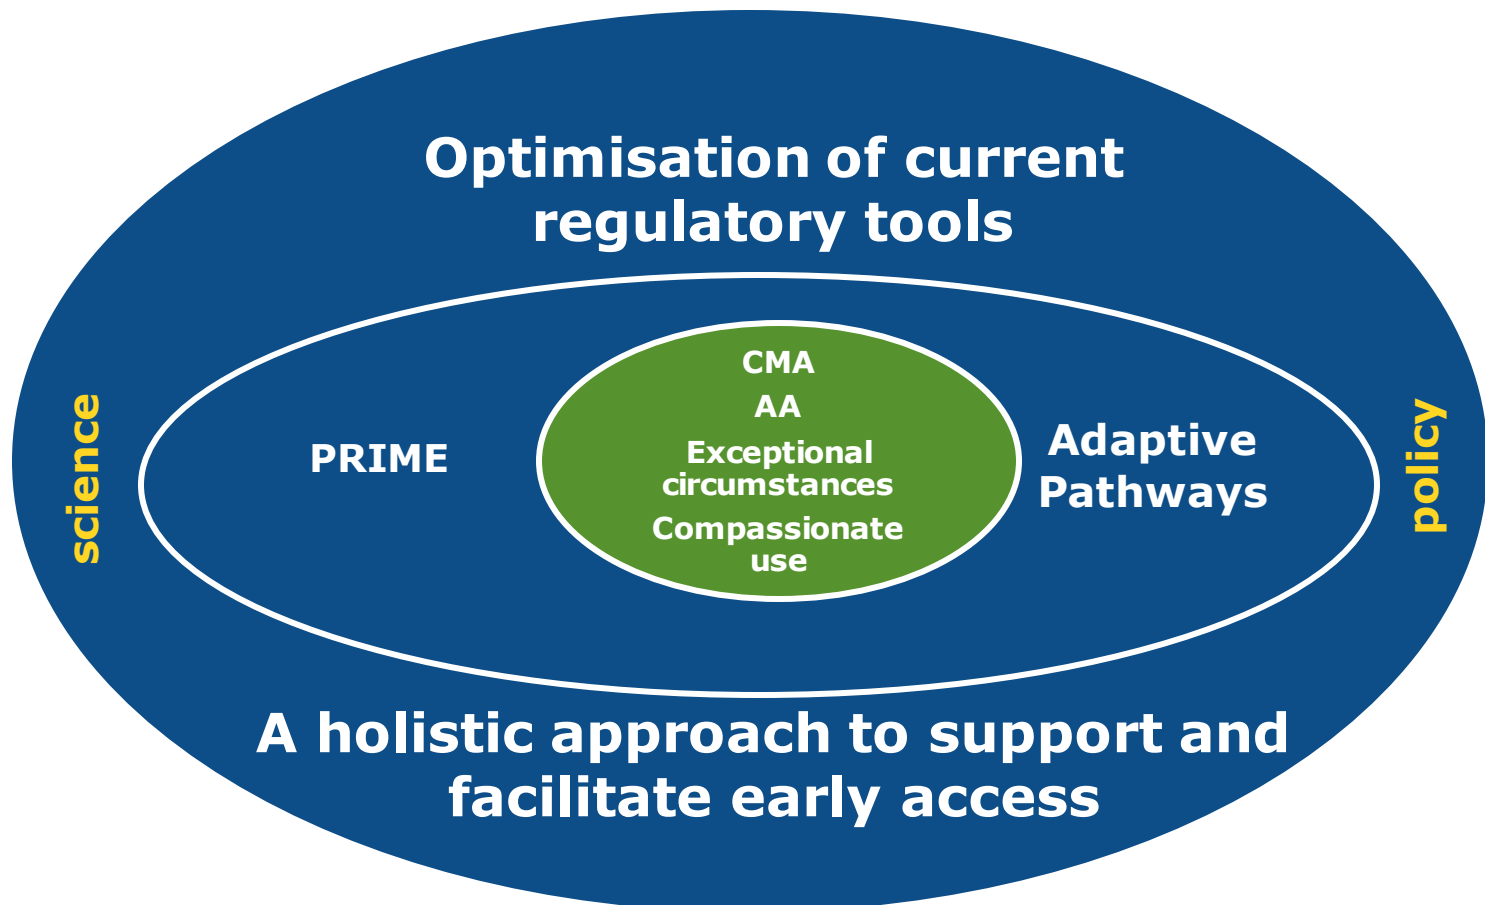 Optimisation of current
regulatory tools
science
PRIME
CMA
AA
Exceptional
circumstances
Compassionate
use
Adaptive
Pathways
policy
A holistic approach to support and
facilitate early access